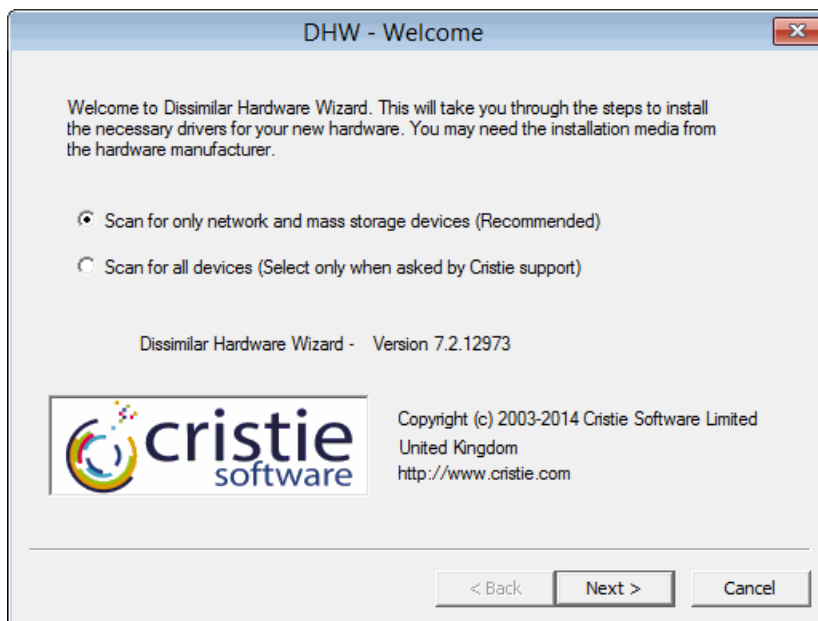 DHW - Welcome
Welcome to Dissimilar Hardware Wizard. This will take you through the steps to install
the necessary drivers for your new hardware. You may need the installation media from
the hardware manufacturer.
Scan for only network and mass storage devices (Recommended)
Scan for all devices (Select only when asked by Cristie support)
Dissimilar Hardware Wizard - Version 7.2.12973
cristie
software
Copyright (c) 2003-2014 Cristie Software Limited
United Kingdom
http://www.cristie.com
< Back Next > Cancel